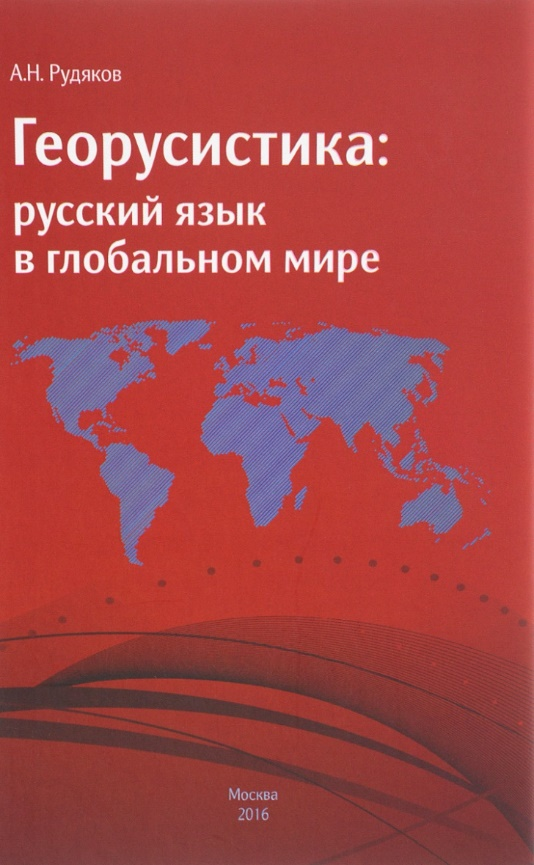 А.Н. Рудяков
Георусистика:
русский язык
в глобальном мире
Москва
2016